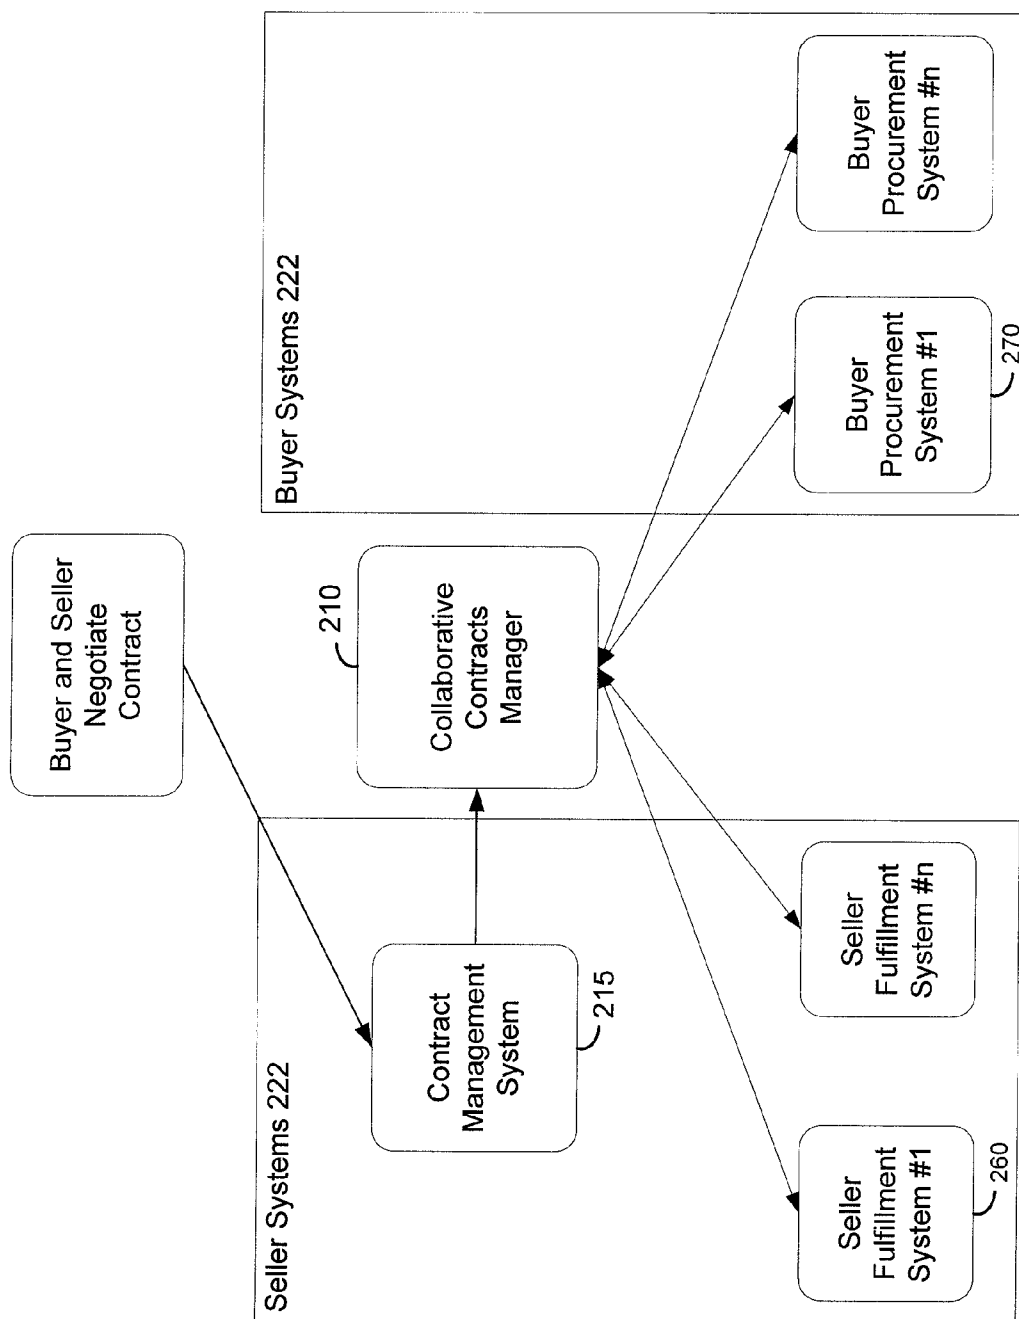 Buyer and Seller
Negotiate
Contract
Seller Systems 222
Buyer Systems 222
210
Contract
Management
System
215
Collaborative
Contracts
Manager
Seller
Fulfillment
System #1
260
Seller
Fulfillment
System #n
Buyer
Procurement
System #1
270
Buyer
Procurement
System #n